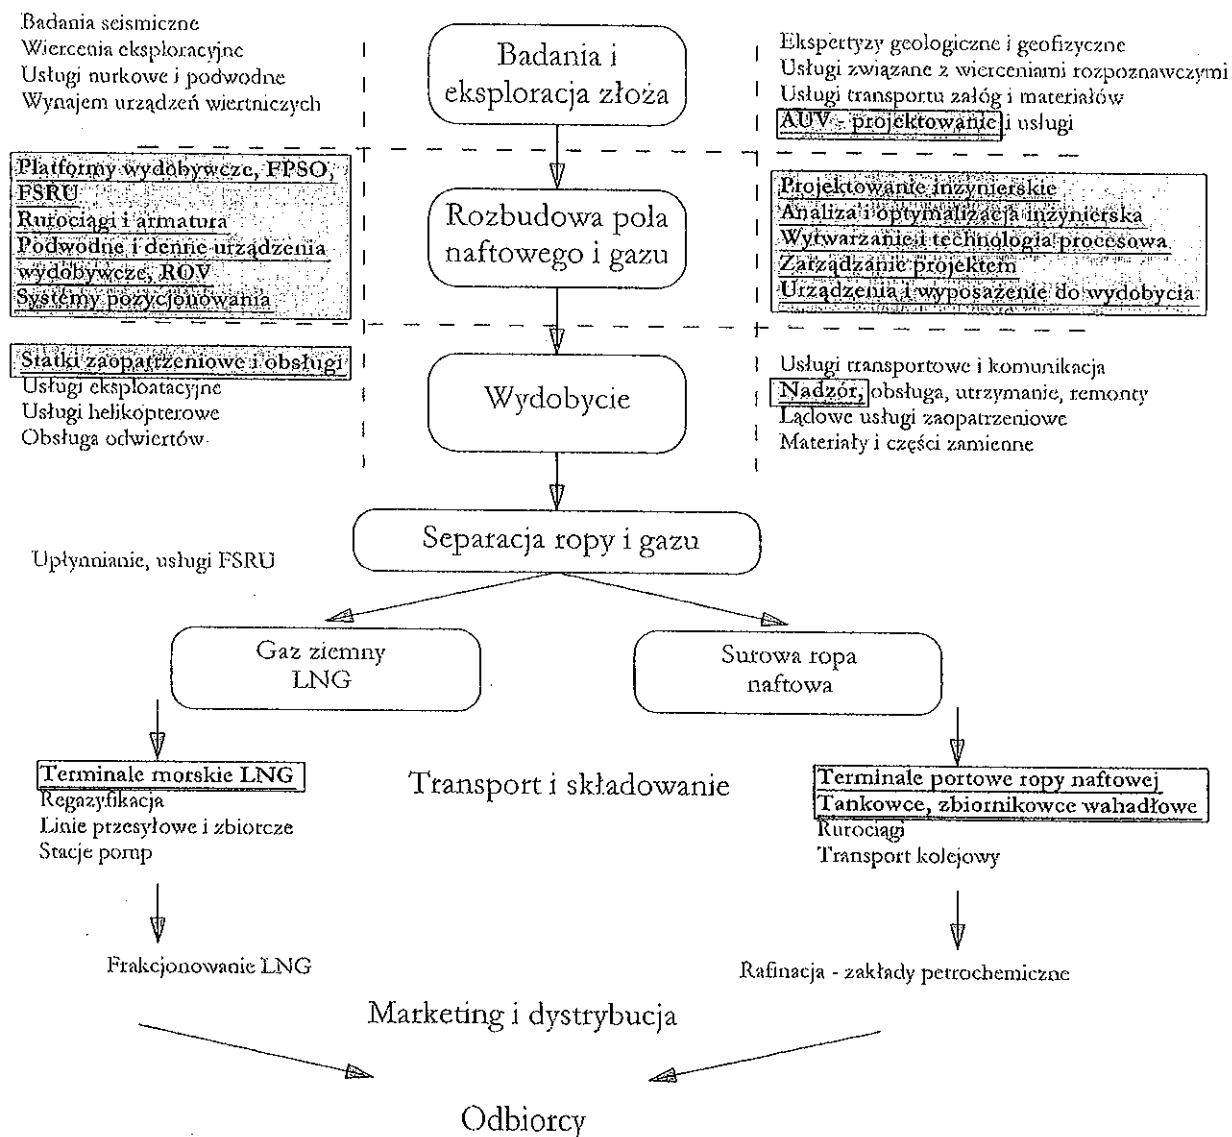 Badania sejsmiczne
Wiercenia eksploracyjne
Usługi nurkowe i podwodne
Wynajem urządzeń wiertniczych
Badania i
eksploracja złoża
Ekspertyzy geologiczne i geofizyczne
Usługi związane z wierceniami rozpoznawczymi
Usługi transportu załóg i materiałów
AUV - projektowanie i usługi
Platformy wydobywcze, FPSO,
FSRU
Rurociągi i armatura
Podwodne i denne urządzenia
wydobywcze, ROV
Systemy pozycjonowania
Rozbudowa pola
naftowego i gazu
Projektowanie inżynierskie
Analiza i optymalizacja inżynierska
Wytwarzanie i technologia procesowa
Zarządzanie projektem
Urządzenia i wyposażenie do wydobycia
Statki zaopatrzeniowe i obsługi
Usługi eksploatacyjne
Usługi helikopterowe
Obsługa odwiertów
Wydobycie
Usługi transportowe i komunikacja
Nadzór, obsługa, utrzymanie, remonty
Lądowe usługi zaopatrzeniowe
Materiały i części zamienne
Separacja ropy i gazu
Upłynnianie, usługi FSRU
Gaz ziemny
LNG
Surowa ropa
naftowa
Terminale morskie LNG
Regazyfikacja
Linie przesyłowe i zbiorcze
Stacje pomp
Transport i składowanie
Terminale portowe ropy naftowej
Tankowce, zbiornikowce wahadłowe
Rurociągi
Transport kolejowy
Frakcjonowanie LNG
Rafinacja - zakłady petrochemiczne
Marketing i dystrybucja
Odbiorcy